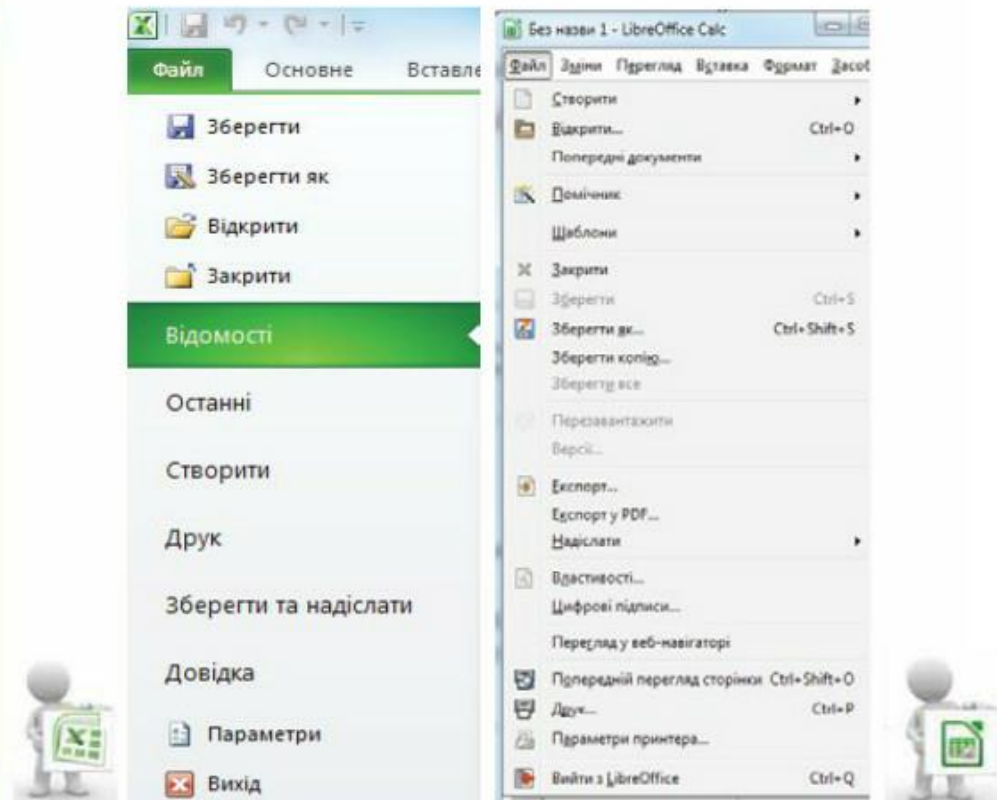 Файл Основне Вставле
Зберегти
Зберегти як
Відкрити
Закрити
Відомості
Останні
Створити
Друк
Зберегти та надіслати
Довідка
Параметри
Вихід
Без назви 1 - LibreOffice Calc
Файл Зміни Перегляд Вставка Формат Засоб
Створити
Відкрити... Ctrl+O
Попередні документи
Помічник
Шаблони
Закрити
Зберегти Ctrl+S
Зберегти як... Ctrl+Shift+S
Зберегти копію...
Зберегти все
Перезавантажити
Версії...
Експорт...
Експорт у PDF...
Надіслати
Властивості...
Цифрові підписи...
Перегляд у веб-навігаторі
Попередній перегляд сторінки Ctrl+Shift+O
Друк... Ctrl+P
Параметри принтера...
Вийти з LibreOffice Ctrl+Q